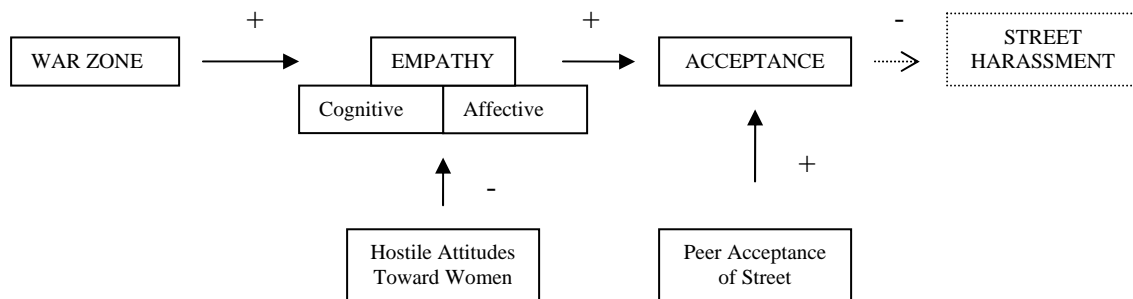 + + -
WAR ZONE EMPATHY ACCEPTANCE STREET
HARASSMENT
Cognitive Affective
- +
Hostile Attitudes
Toward Women
Peer Acceptance
of Street